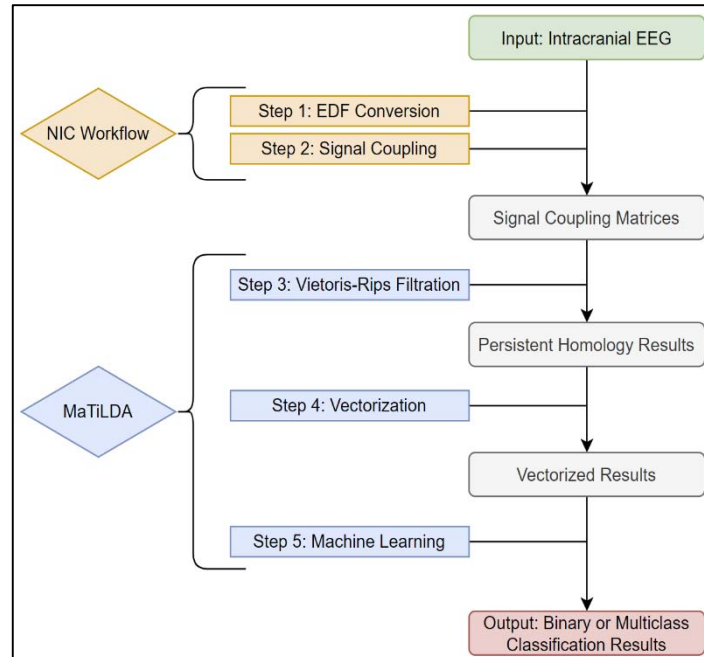 Input: Intracranial EEG
Step 1: EDF Conversion
NIC Workflow
Step 2: Signal Coupling
Signal Coupling Matrices
Step 3: Vietoris-Rips Filtration
Persistent Homology Results
MaTiLDA
Step 4: Vectorization
Vectorized Results
Step 5: Machine Learning
Output: Binary or Multiclass
Classification Results